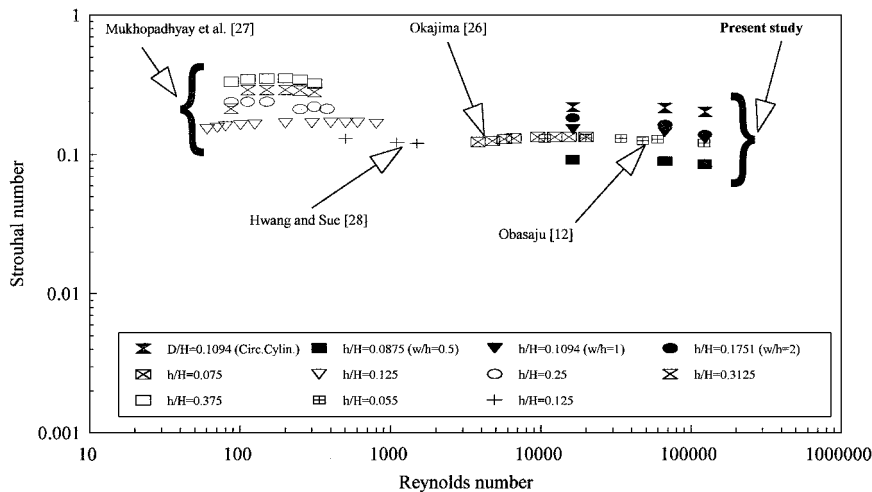 1
0.1
0.01
0.001
Strouhal number
Mukhopadhyay et al. [27]
Okajima [26]
Present study
Hwang and Sue [28]
Obasaju [12]
D/H=0.1094 (Circ.Cylin.)
h/H=0.0875 (w/h=0.5)
h/H=0.1094 (w/h=1)
h/H=0.1751 (w/h=2)
h/H=0.075
h/H=0.125
h/H=0.25
h/H=0.3125
h/H=0.375
h/H=0.055
h/H=0.125
10
100
1000
10000
100000
1000000
Reynolds number